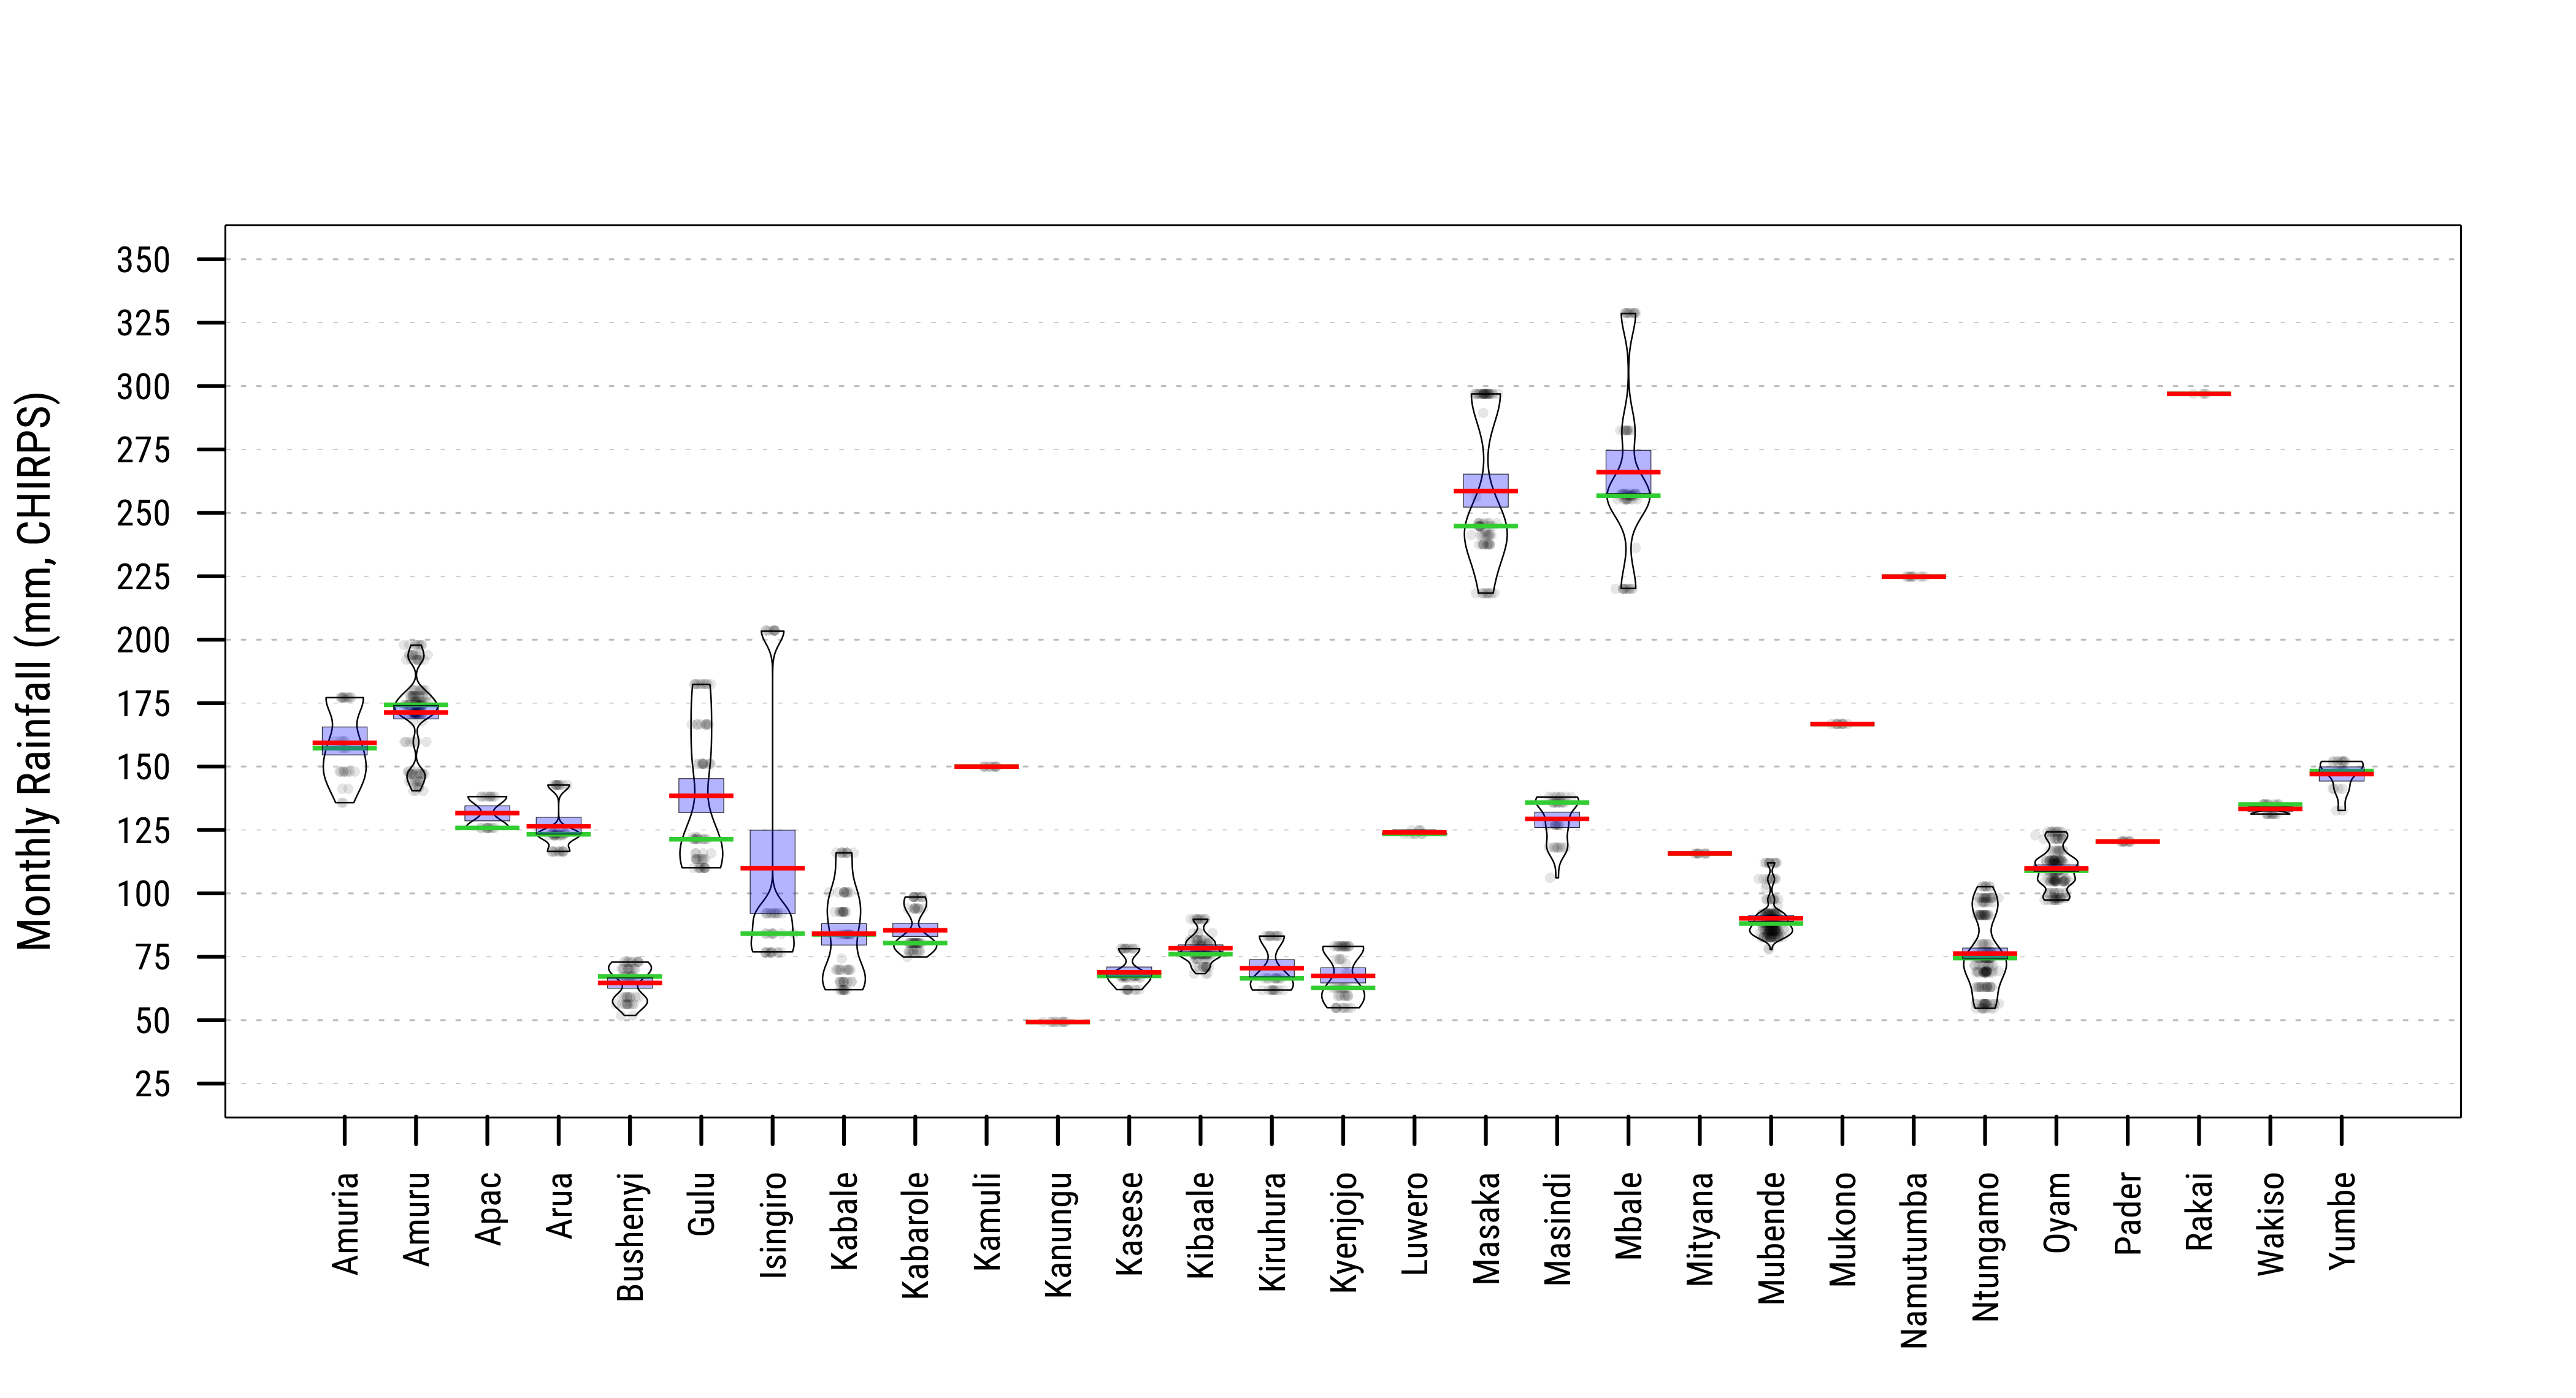 Monthly Rainfall (mm, CHIRPS)
350
325
300
275
250
225
200
175
150
125
100
75
50
25
Amuria
Amuru
Apac
Arua
Bushenyi
Gulu
Isingiro
Kabale
Kabarole
Kamuli
Kanungu
Kasese
Kibaale
Kiruhura
Kyenjojo
Luwero
Masaka
Masindi
Mbale
Mityana
Mubende
Mukono
Namutumba
Ntungamo
Oyam
Pader
Rakai
Wakiso
Yumbe